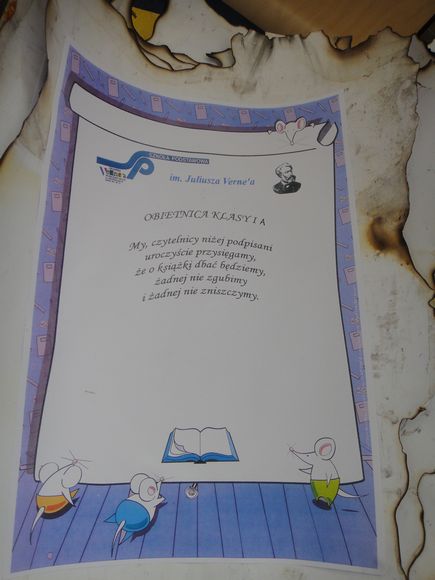 SZKOŁA PODSTAWOWA
im. Juliusza Verne'a
OBIETNICA KLASY I A
My, czytelnicy niżej podpisani
uroczyście przysięgamy,
że o książki dbać będziemy,
żadnej nie zgubimy
i żadnej nie zniszczymy.